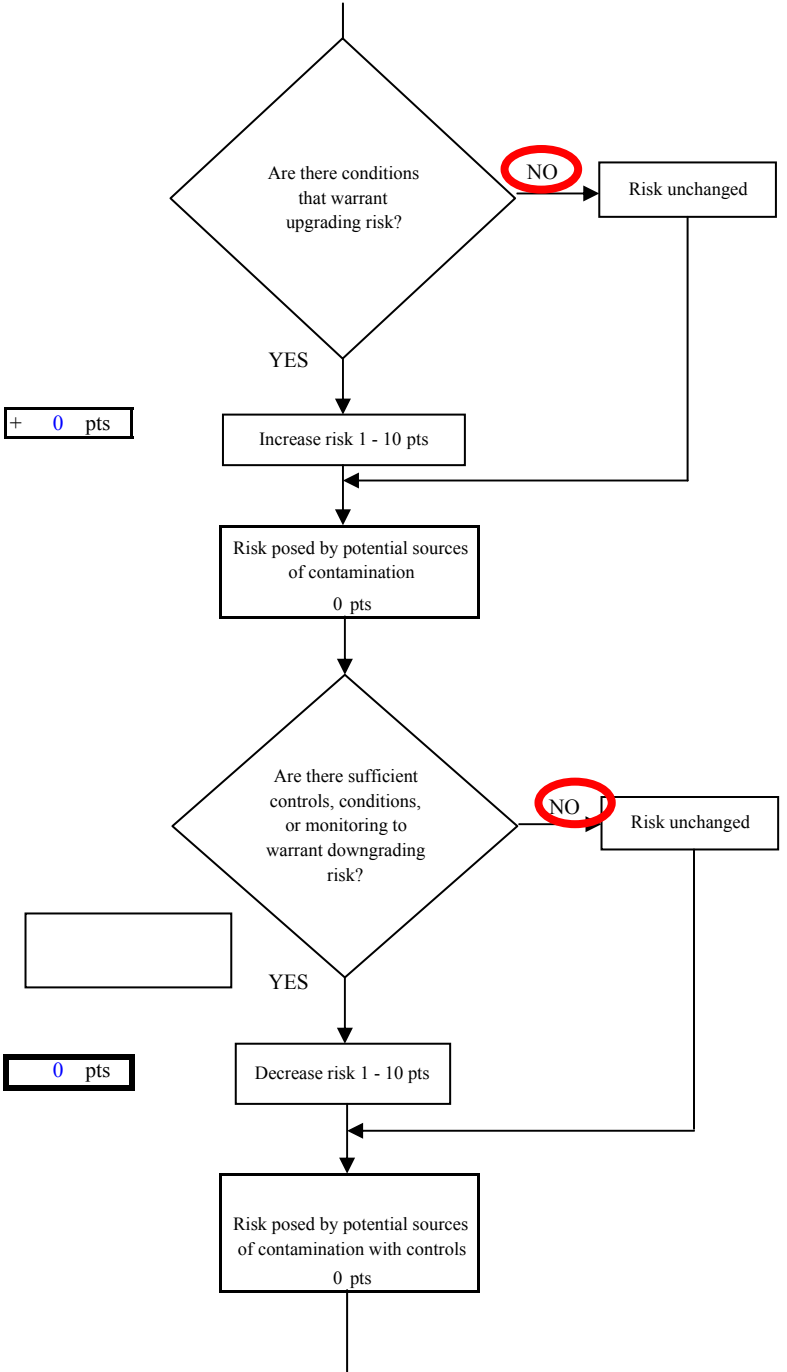 Are there conditions
that warrant
upgrading risk?
NO
Risk unchanged
YES
+ 0 pts
Increase risk 1 - 10 pts
Risk posed by potential sources
of contamination
0 pts
Are there sufficient
controls, conditions,
or monitoring to
warrant downgrading
risk?
NO
Risk unchanged
YES
0 pts
Decrease risk 1 - 10 pts
Risk posed by potential sources
of contamination with controls
0 pts